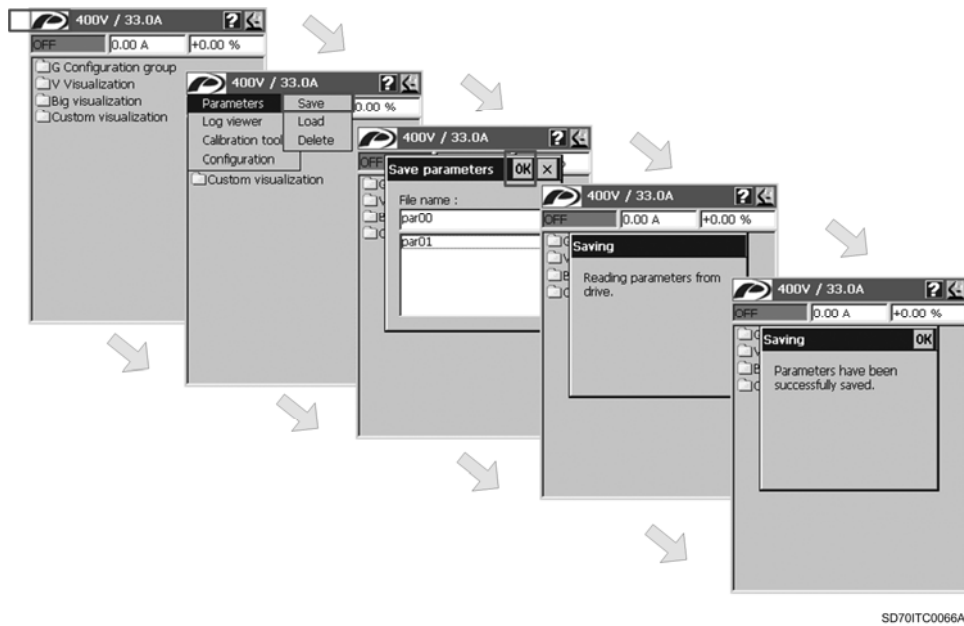 400V / 33.0A ?
OFF 0.00 A +0.00 %
G Configuration group
V Visualization
Big visualization
Custom visualization
400V / 33.0A ?
0.00 %
Parameters Save
Log viewer Load
Calibration tool Delete
Configuration
Custom visualization
400V / 33.0A ?
OFF
Save parameters OK ×
File name :
par00
par01
400V / 33.0A ?
OFF 0.00 A +0.00 %
Saving
Reading parameters from
drive.
400V / 33.0A ?
OFF 0.00 A +0.00 %
Saving OK
Parameters have been
successfully saved.
SD70ITC0066A